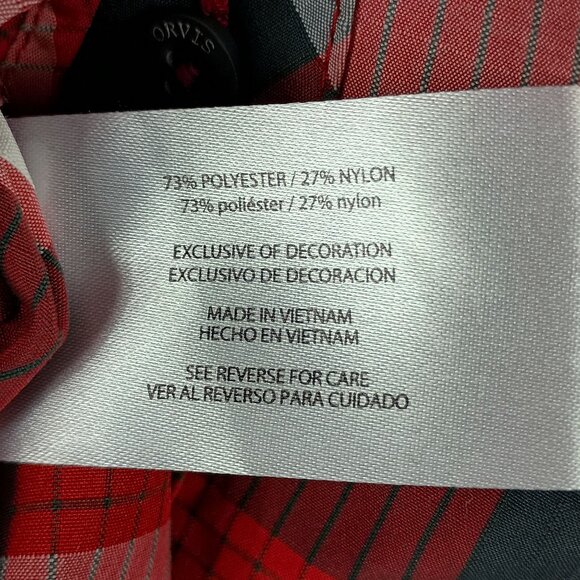 ORVIS
73% POLYESTER / 27% NYLON
73% poliéster / 27% nylon
EXCLUSIVE OF DECORATION
EXCLUSIVO DE DECORACION
MADE IN VIETNAM
HECHO EN VIETNAM
SEE REVERSE FOR CARE
VER AL REVERSO PARA CUIDADO